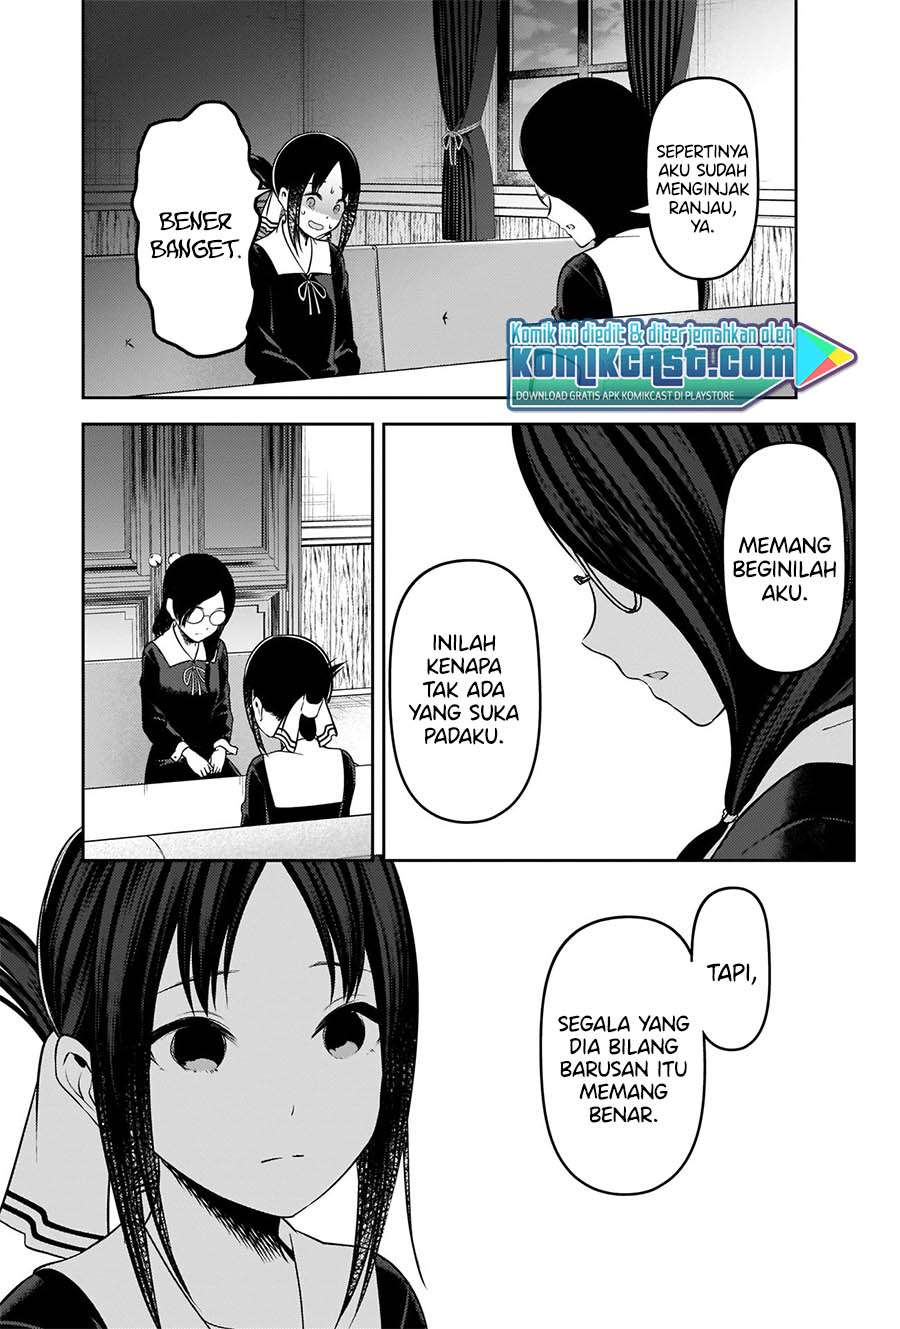 SEPERTINYA
AKU SUDAH
MENGINJAK
RANJAU,
YA.
BENER
BANGET.
Komik ini diedit & diterjemahkan oleh
KOMIKCAST.COM
DOWNLOAD GRATIS APK KOMIKCAST DI PLAYSTORE
MEMANG
BEGINILAH
AKU.
INILAH
KENAPA
TAK ADA
YANG SUKA
PADAKU.
TAPI,
SEGALA YANG
DIA BILANG
BARUSAN ITU
MEMANG
BENAR.